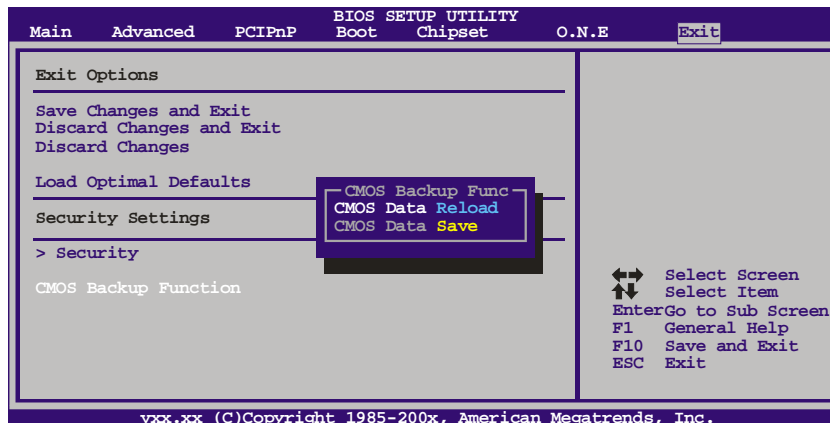 BIOS SETUP UTILITY
Main Advanced PCIPnP Boot Chipset O.N.E Exit
Exit Options
Save Changes and Exit
Discard Changes and Exit
Discard Changes
Load Optimal Defaults
Security Settings
> Security
CMOS Backup Function
CMOS Backup Func
CMOS Data Reload
CMOS Data Save
Select Screen
Select Item
EnterGo to Sub Screen
F1 General Help
F10 Save and Exit
ESC Exit
vxx.xx (C)Copyright 1985-200x, American Megatrends, Inc.